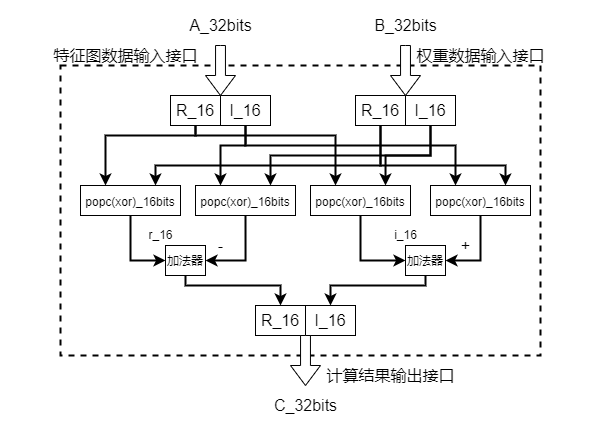 A_32bits
B_32bits
特征图数据输入接口
权重数据输入接口
R_16
I_16
R_16
I_16
popc(xor)_16bits
popc(xor)_16bits
popc(xor)_16bits
popc(xor)_16bits
r_16
-
i_16
+
加法器
加法器
R_16
I_16
计算结果输出接口
C_32bits